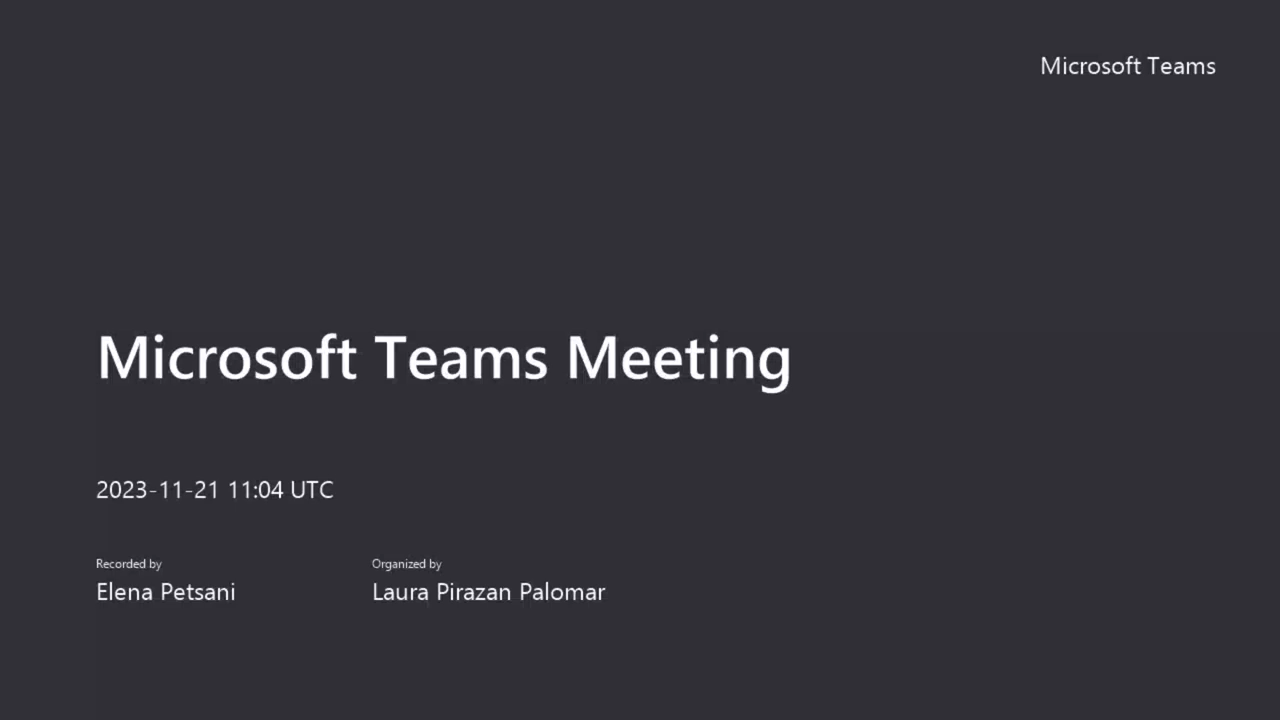 Microsoft Teams
Microsoft Teams Meeting
2023-11-21 11:04 UTC
Recorded by
Elena Petsani
Organized by
Laura Pirazan Palomar